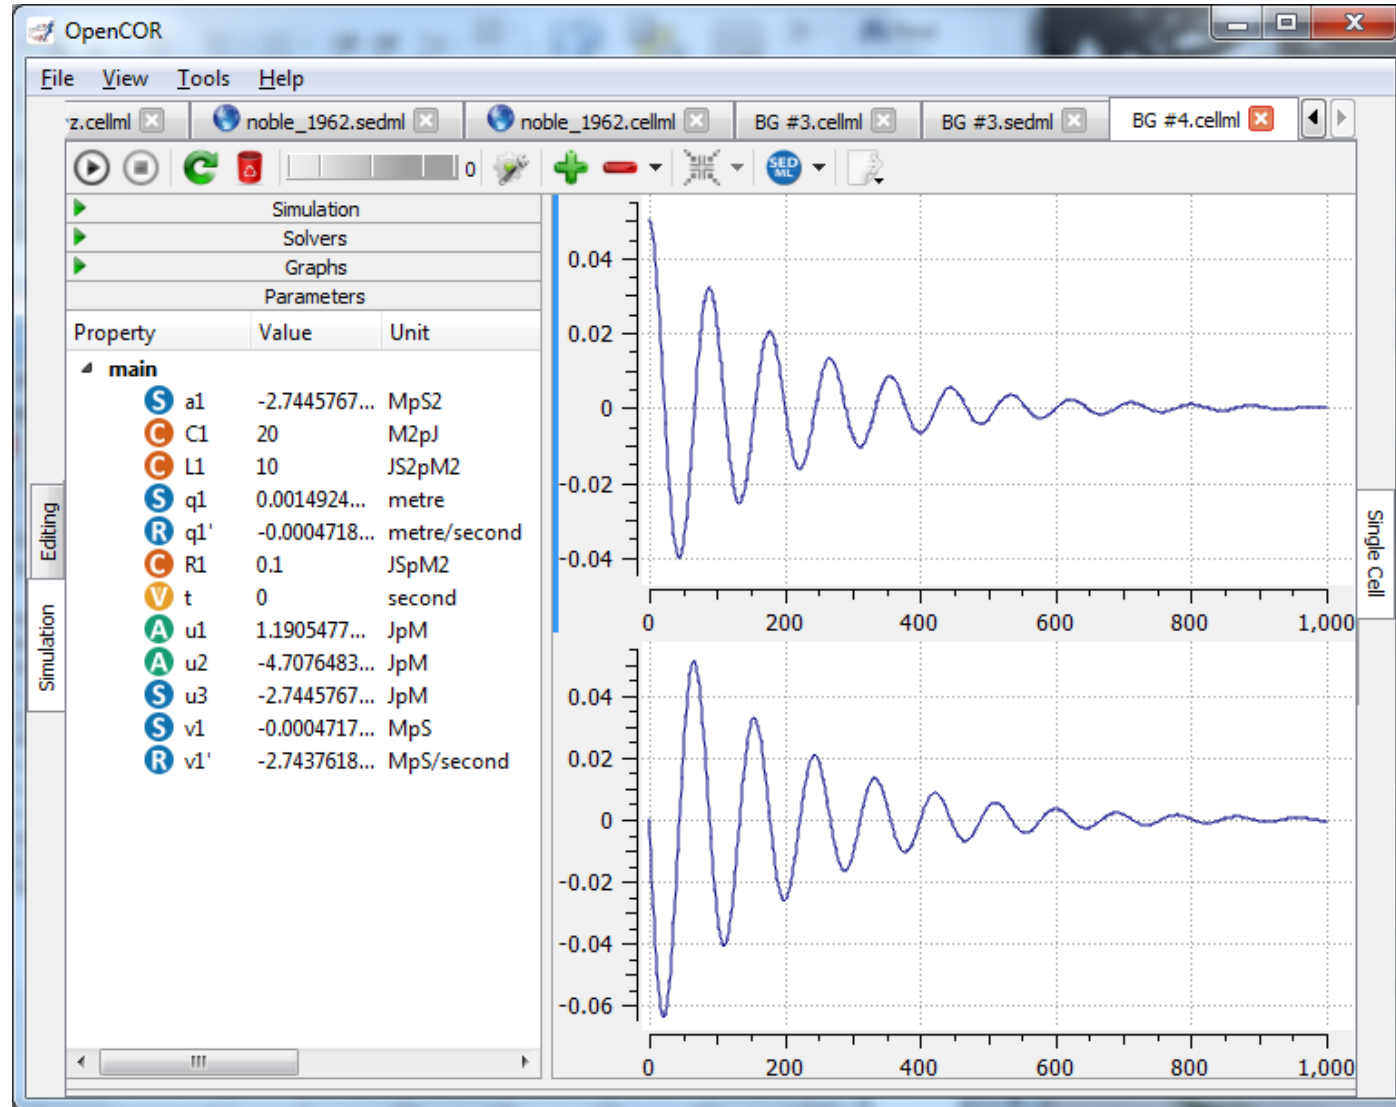 OpenCOR
File View Tools Help
z.cellml noble_1962.sedml noble_1962.cellml BG #3.cellml BG #3.sedml BG #4.cellml
0 SED ML
Simulation
Solvers
Graphs
Parameters
Property Value Unit
main
S a1 -2.7445767... MpS2
C C1 20 M2pJ
C L1 10 JS2pM2
S q1 0.0014924... metre
R q1' -0.0004718... metre/second
C R1 0.1 JSpM2
V t 0 second
A u1 1.1905477... JpM
A u2 -4.7076483... JpM
S u3 -2.7445767... JpM
S v1 -0.0004717... MpS
R v1' -2.7437618... MpS/second
Editing
Simulation
0.04
0.02
0
-0.02
-0.04
0 200 400 600 800 1,000
0.04
0.02
0
-0.02
-0.04
-0.06
0 200 400 600 800 1,000
Single Cell